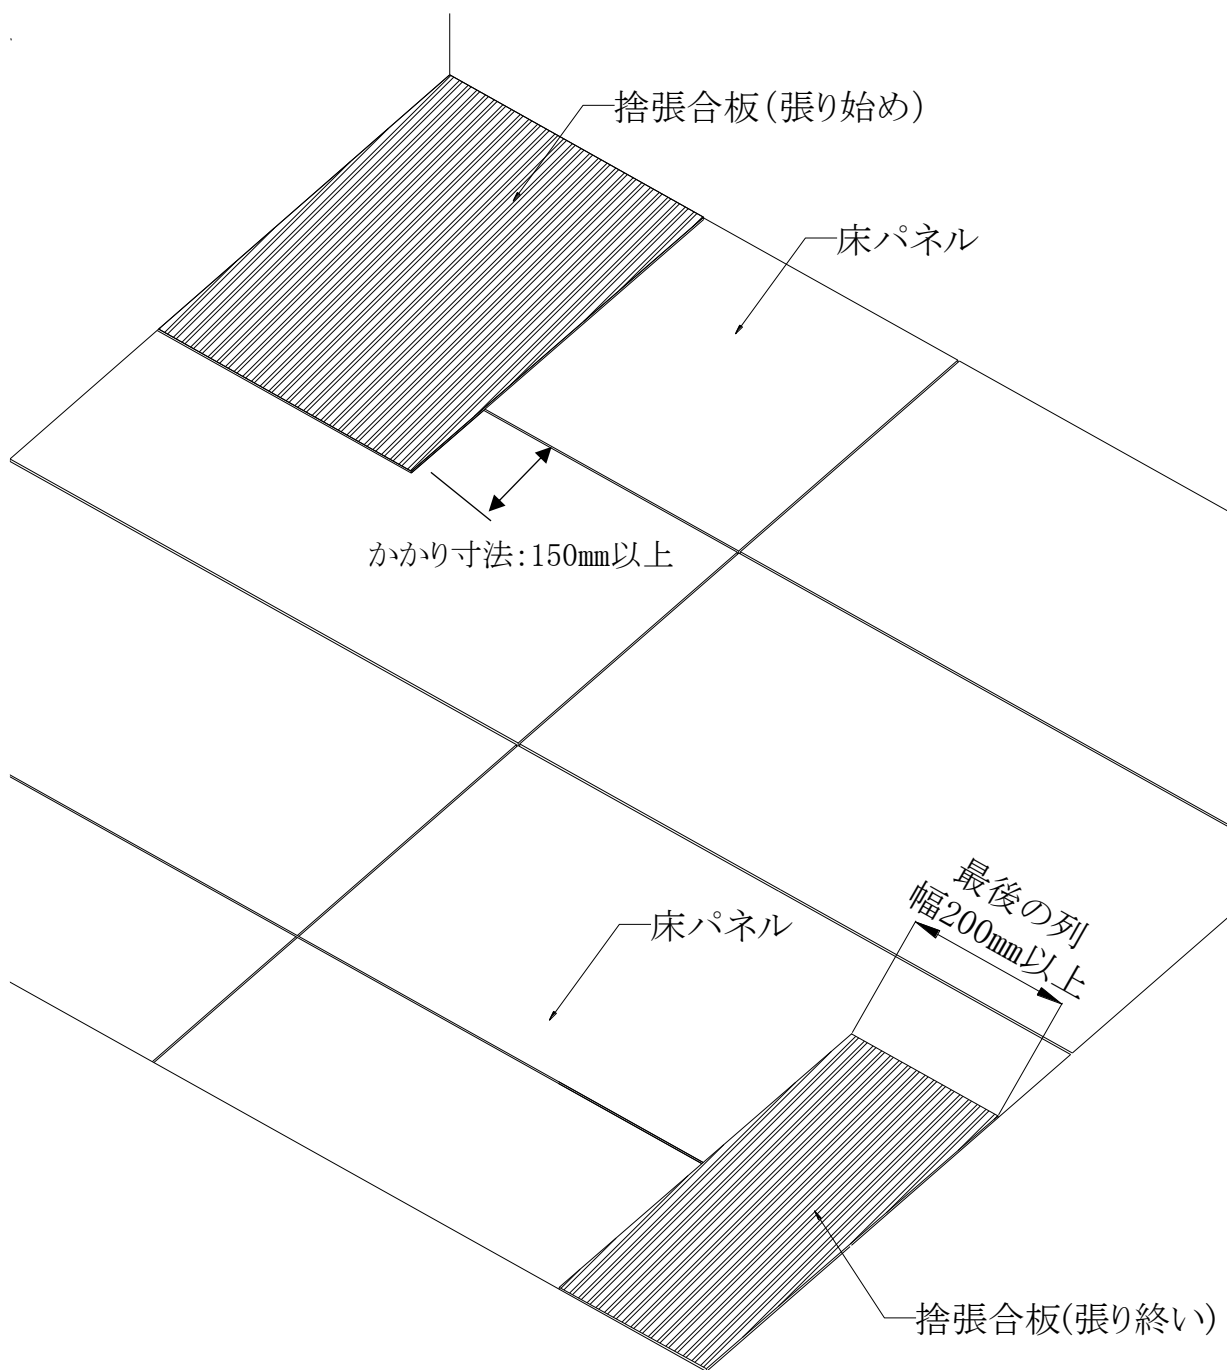 捨張合板(張り始め)
床パネル
かかり寸法:150mm以上
最後の列
幅200mm以上
床パネル
捨張合板(張り終い)